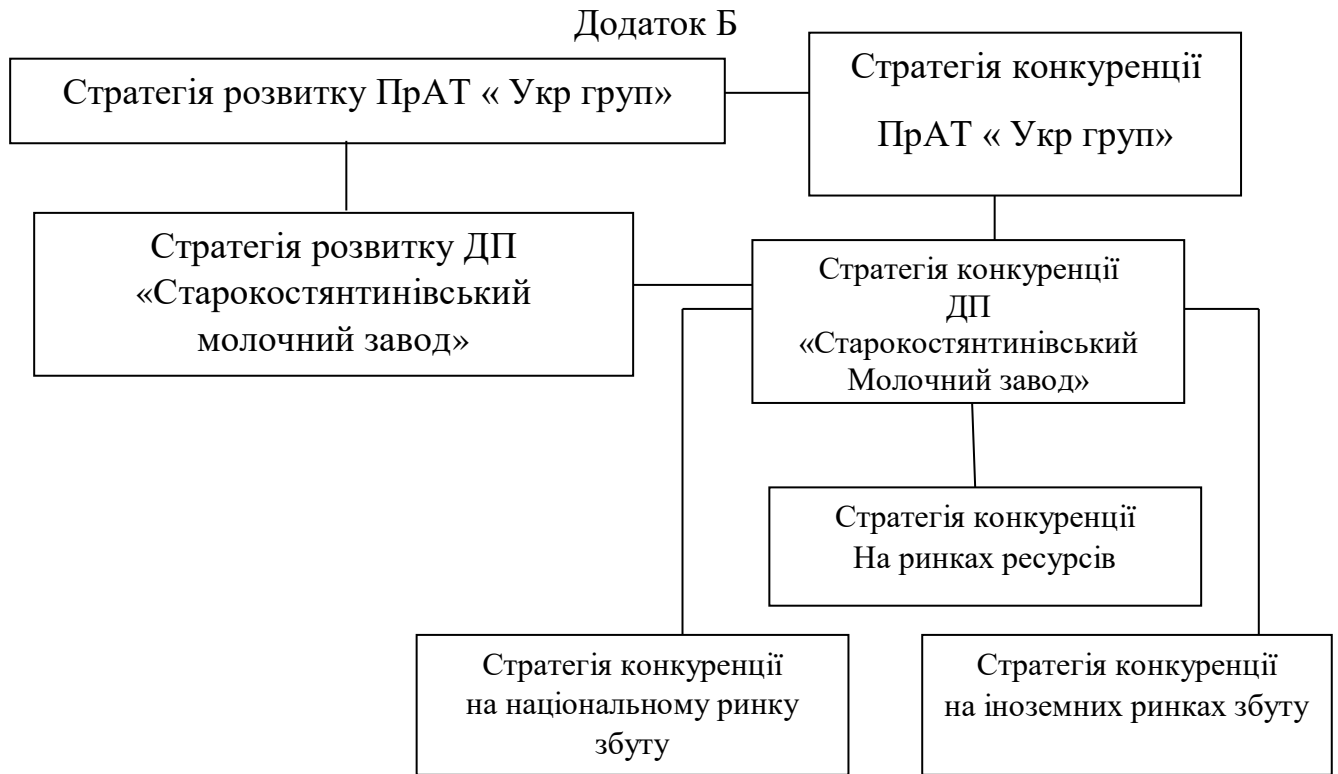 Додаток Б
Стратегія розвитку ПрАТ « Укр груп»
Стратегія конкуренції
ПрАТ « Укр груп»
Стратегія розвитку ДП
«Старокостянтинівський
молочний завод»
Стратегія конкуренції
ДП
«Старокостянтинівський
Молочний завод»
Стратегія конкуренції
На ринках ресурсів
Стратегія конкуренції
на національному ринку
збуту
Стратегія конкуренції
на іноземних ринках збуту